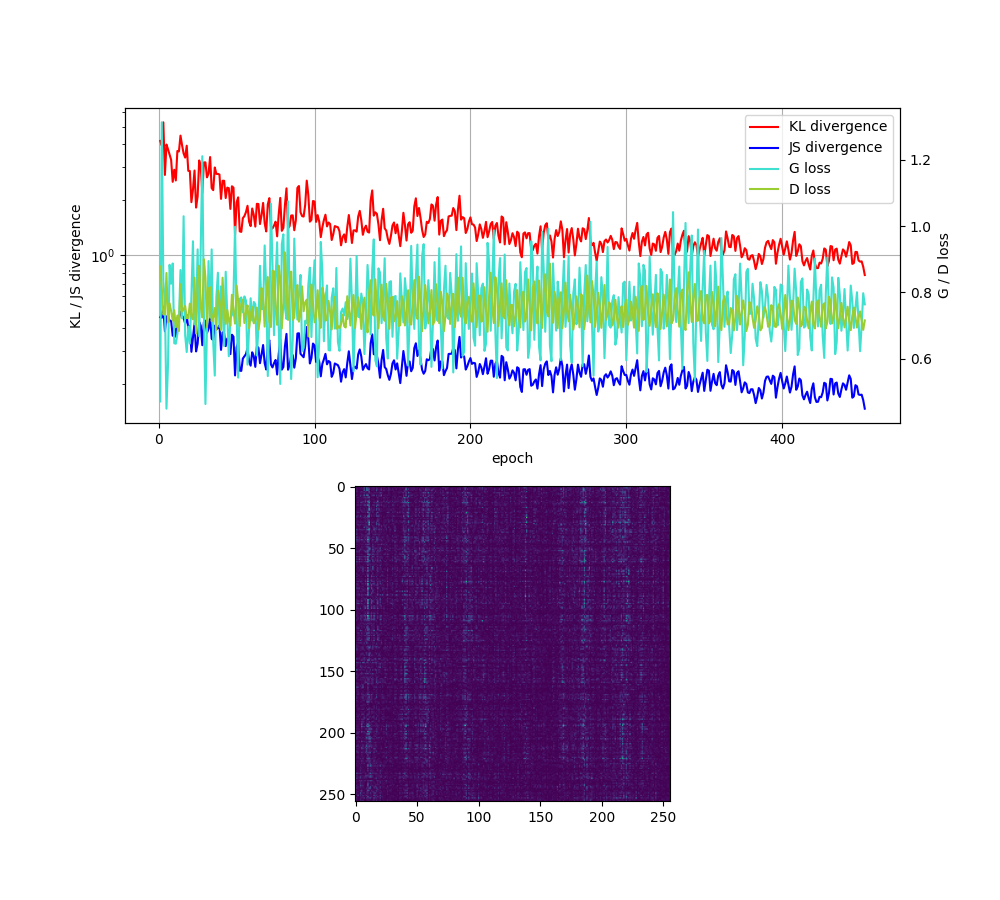 KL divergence
JS divergence
G loss
D loss
KL / JS divergence
10⁰
1.2
1.0
0.8
0.6
G / D loss
0 100 200 300 400
epoch
0
50
100
150
200
250
0 50 100 150 200 250